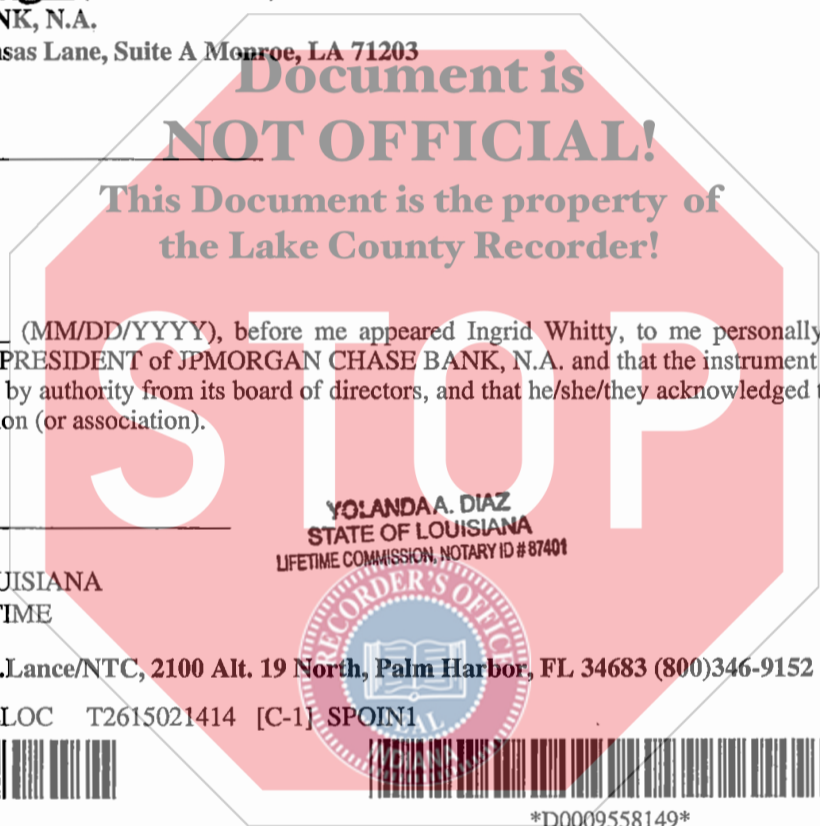 NK, N.A.
sas Lane, Suite A Monroe, LA 71203
Document is
NOT OFFICIAL!
This Document is the property of
the Lake County Recorder!
STOP
(MM/DD/YYYY), before me appeared Ingrid Whitty, to me personally
PRESIDENT of JPMORGAN CHASE BANK, N.A. and that the instrument
by authority from its board of directors, and that he/she/they acknowledged t
on (or association).
YOLANDA A. DIAZ
STATE OF LOUISIANA
LIFETIME COMMISSION, NOTARY ID # 87401
UISIANA
TIME
RECORDER'S OFFICE
.Lance/NTC, 2100 Alt. 19 North, Palm Harbor, FL 34683 (800)346-9152
LOC T2615021414 [C-1] SPOIN1
INDIANA
*D0009558149*